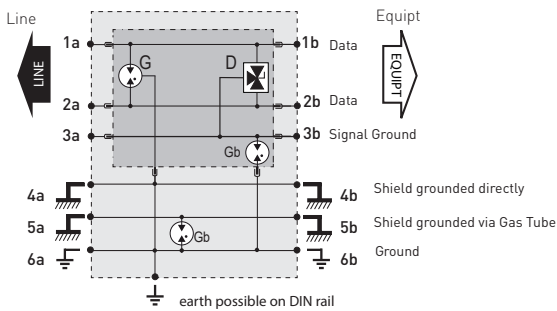 Line
Equipt
LINE
EQUIPT
1a
G
D
1b Data
2a
2b Data
3a
3b Signal Ground
Gb
4a
4b Shield grounded directly
5a
5b Shield grounded via Gas Tube
Gb
6a
6b Ground
earth possible on DIN rail